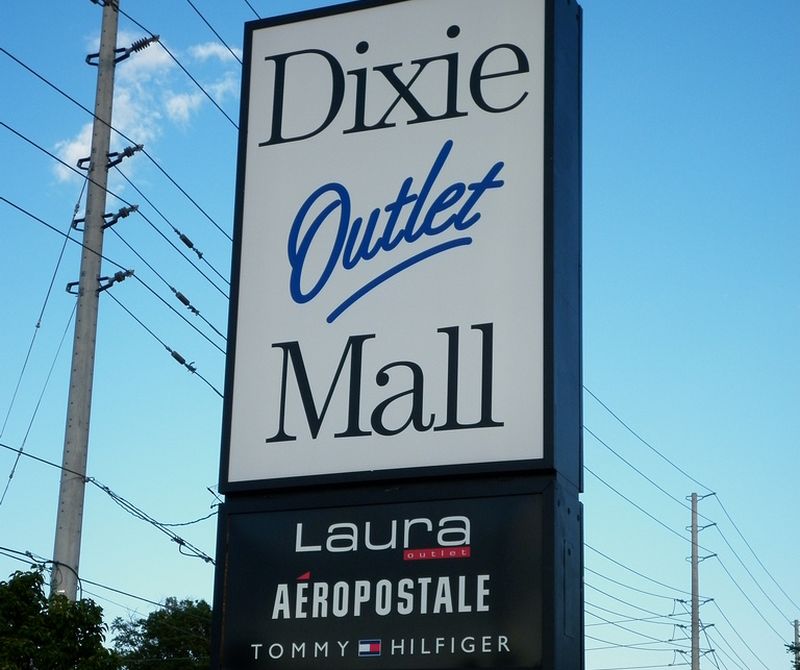 Dixie
Outlet
Mall
Laura
outlet
AÉROPOSTALE
TOMMY HILFIGER